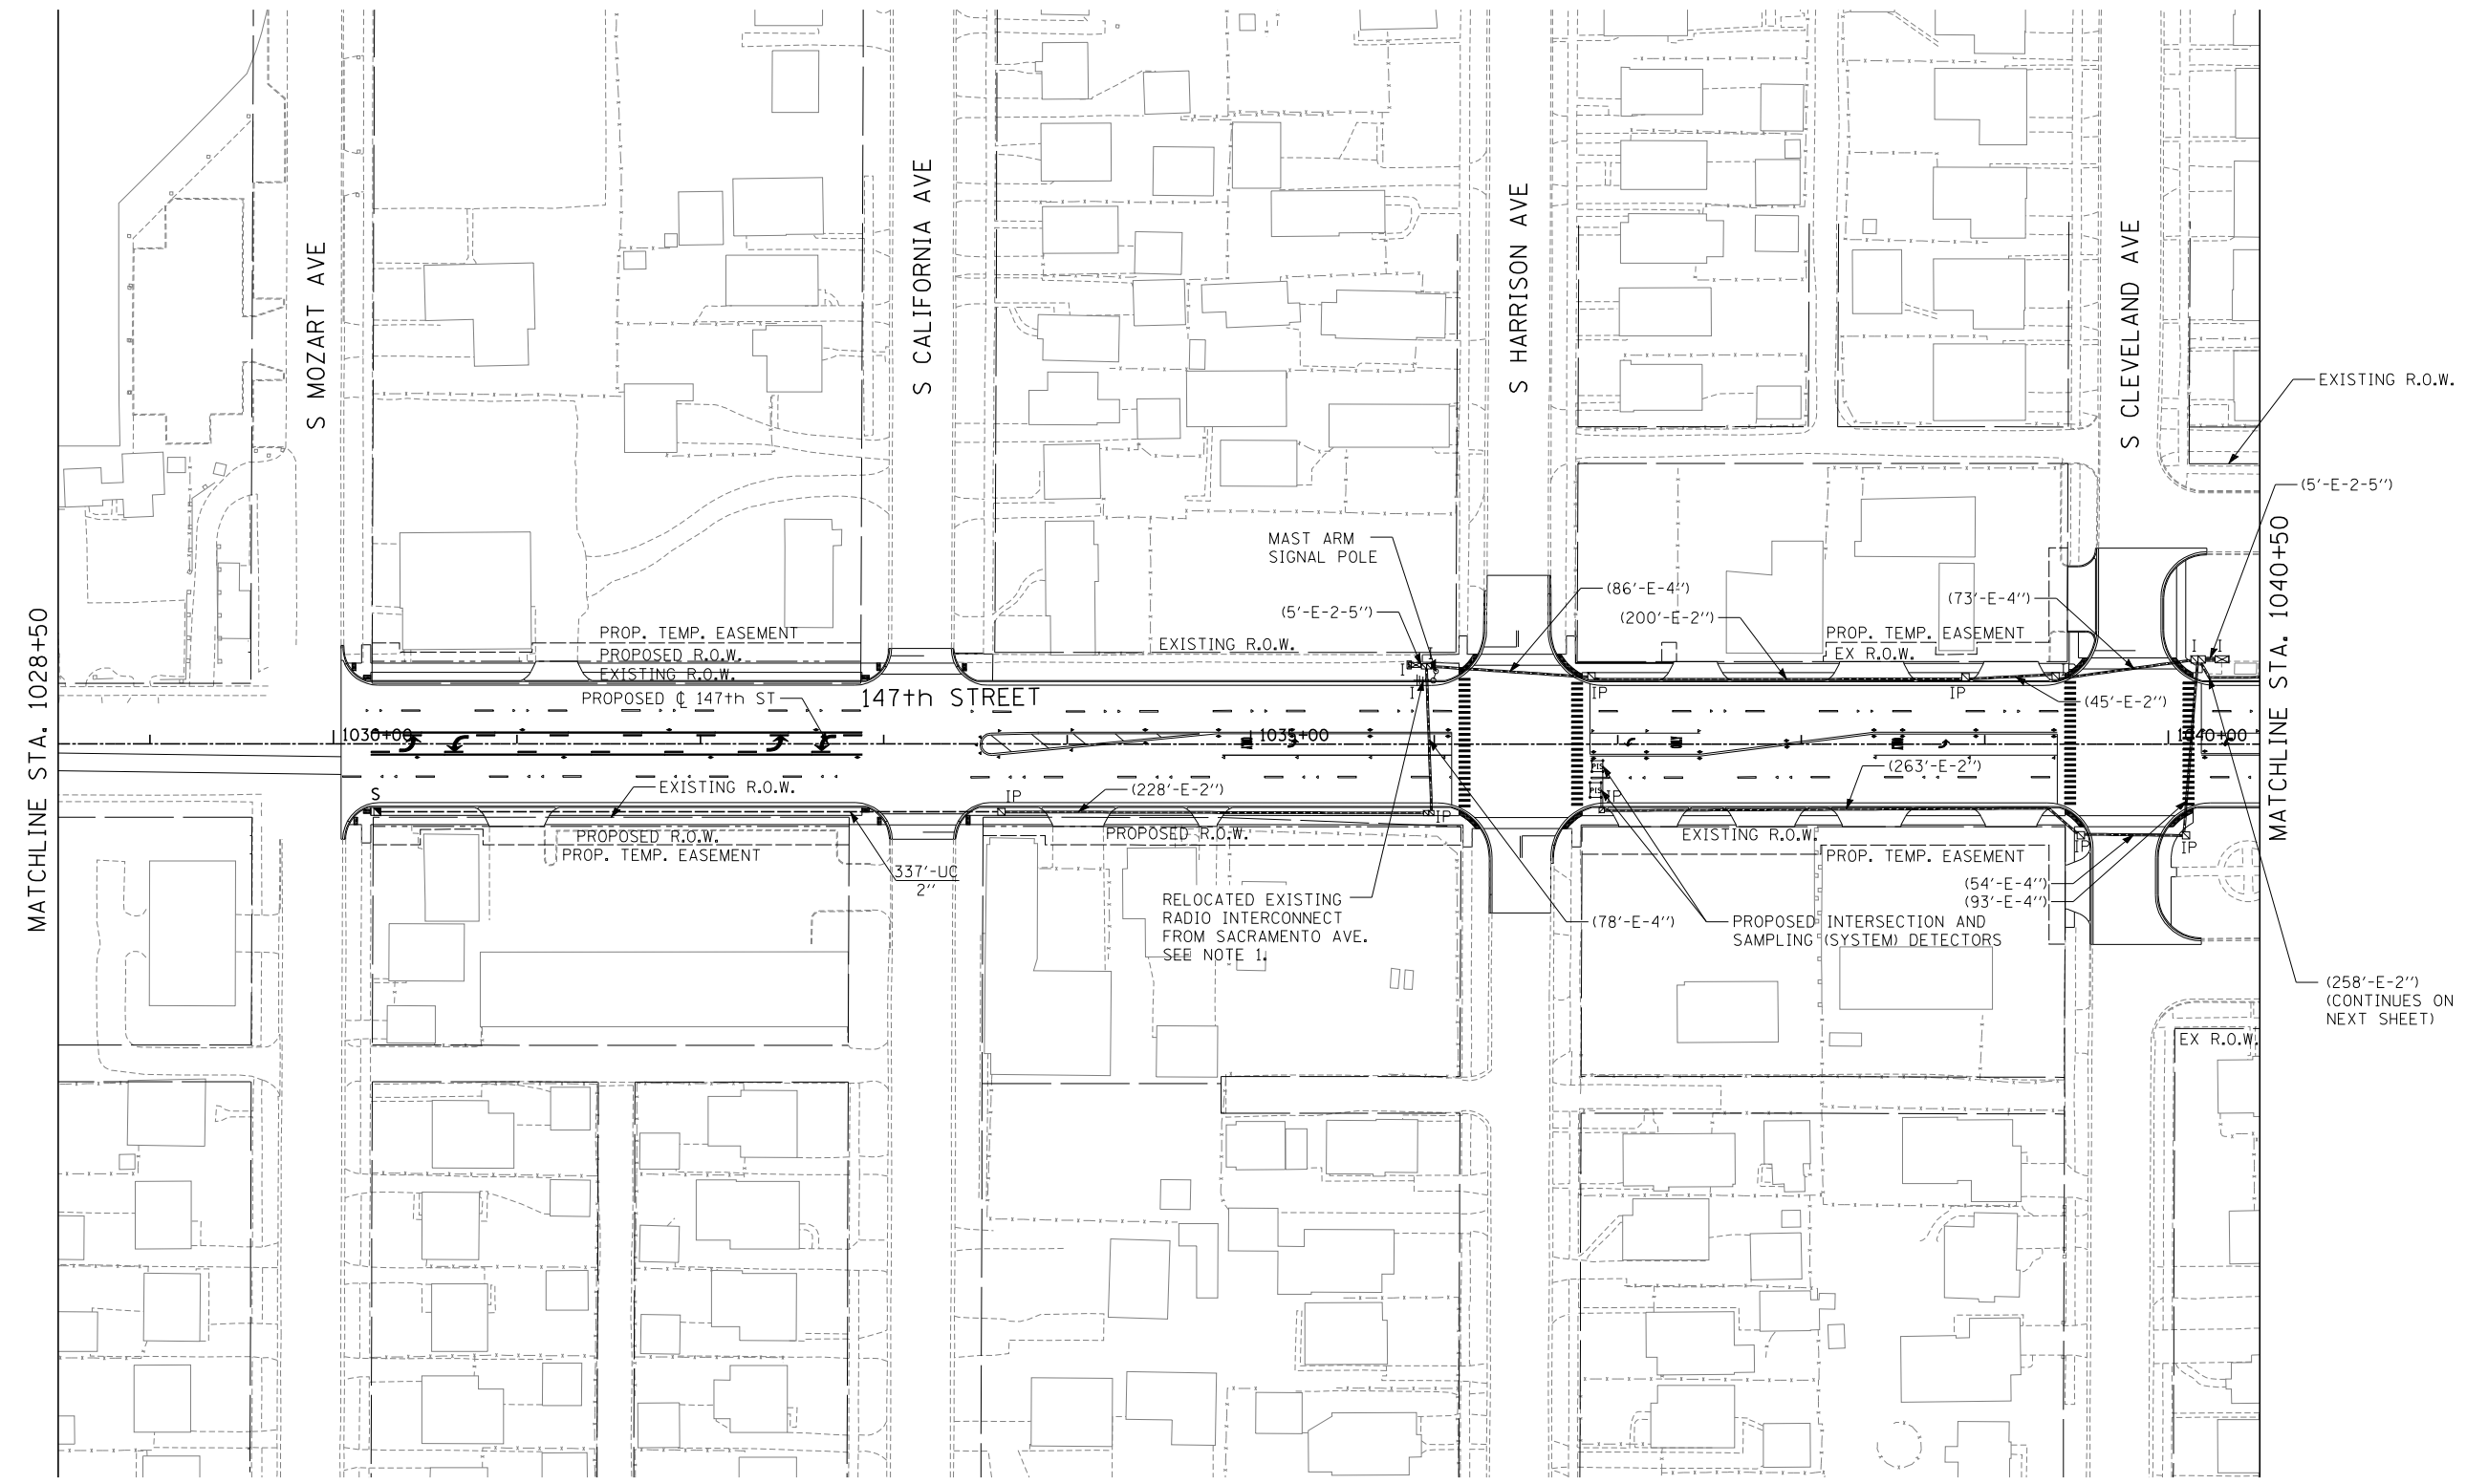 S MOZART AVE
S CALIFORNIA AVE
S HARRISON AVE
S CLEVELAND AVE
EXISTING R.O.W.
(5'-E-2-5'')
MATCHLINE STA. 1028+50
MATCHLINE STA. 1040+50
MAST ARM
SIGNAL POLE
(5'-E-2-5'')
(86'-E-4'')
(200'-E-2'')
(73'-E-4'')
PROP. TEMP. EASEMENT
PROPOSED R.O.W.
EXISTING R.O.W.
EXISTING R.O.W.
PROP. TEMP. EASEMENT
EX R.O.W.
I
I
I
I
I
IP
IP
(45'-E-2'')
PROPOSED ℄ 147th ST
147th STREET
1030+00
1035+00
1040+00
S
EXISTING R.O.W.
IP
(228'-E-2'')
IP
PIS
PIS
IP
(263'-E-2')
PROPOSED R.O.W.
PROP. TEMP. EASEMENT
PROPOSED R.O.W.
EXISTING R.O.W.
PROP. TEMP. EASEMENT
IP
IP
337'-UC
2''
(54'-E-4'')
(93'-E-4'')
RELOCATED EXISTING
RADIO INTERCONNECT
FROM SACRAMENTO AVE.
SEE NOTE 1.
(78'-E-4'')
PROPOSED INTERSECTION AND
SAMPLING (SYSTEM) DETECTORS
(258'-E-2'')
(CONTINUES ON
NEXT SHEET)
EX R.O.W.